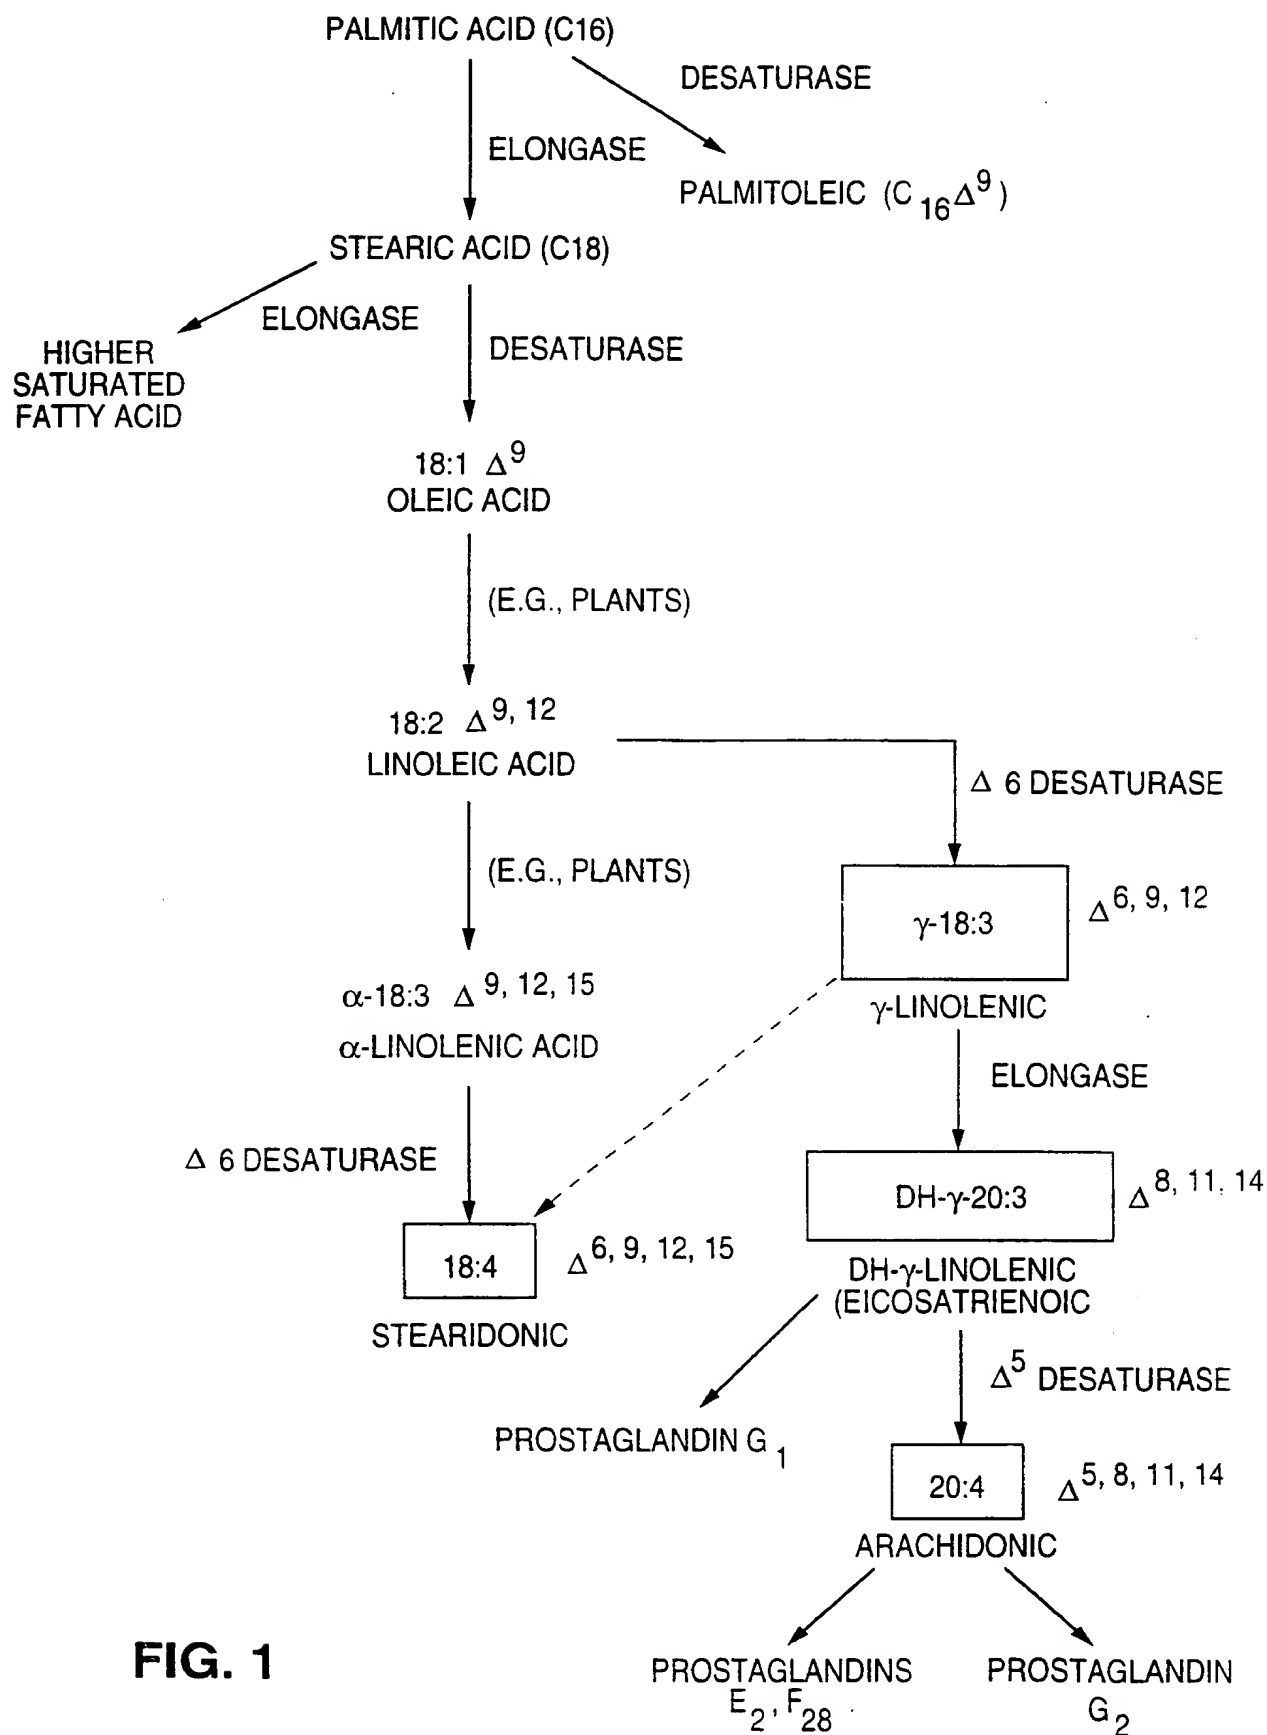 PALMITIC ACID (C16)
DESATURASE
ELONGASE
PALMITOLEIC (C 16 Δ9)
STEARIC ACID (C18)
ELONGASE
DESATURASE
HIGHER
SATURATED
FATTY ACID
18:1 Δ9
OLEIC ACID
(E.G., PLANTS)
18:2 Δ9, 12
LINOLEIC ACID
Δ 6 DESATURASE
(E.G., PLANTS)
γ-18:3
Δ6, 9, 12
α-18:3 Δ9, 12, 15
γ-LINOLENIC
α-LINOLENIC ACID
ELONGASE
Δ 6 DESATURASE
DH-γ-20:3
Δ8, 11, 14
18:4
Δ6, 9, 12, 15
DH-γ-LINOLENIC
(EICOSATRIENOIC
STEARIDONIC
Δ5 DESATURASE
PROSTAGLANDIN G 1
20:4
Δ5, 8, 11, 14
ARACHIDONIC
FIG. 1
PROSTAGLANDINS
E2, F28
PROSTAGLANDIN
G2